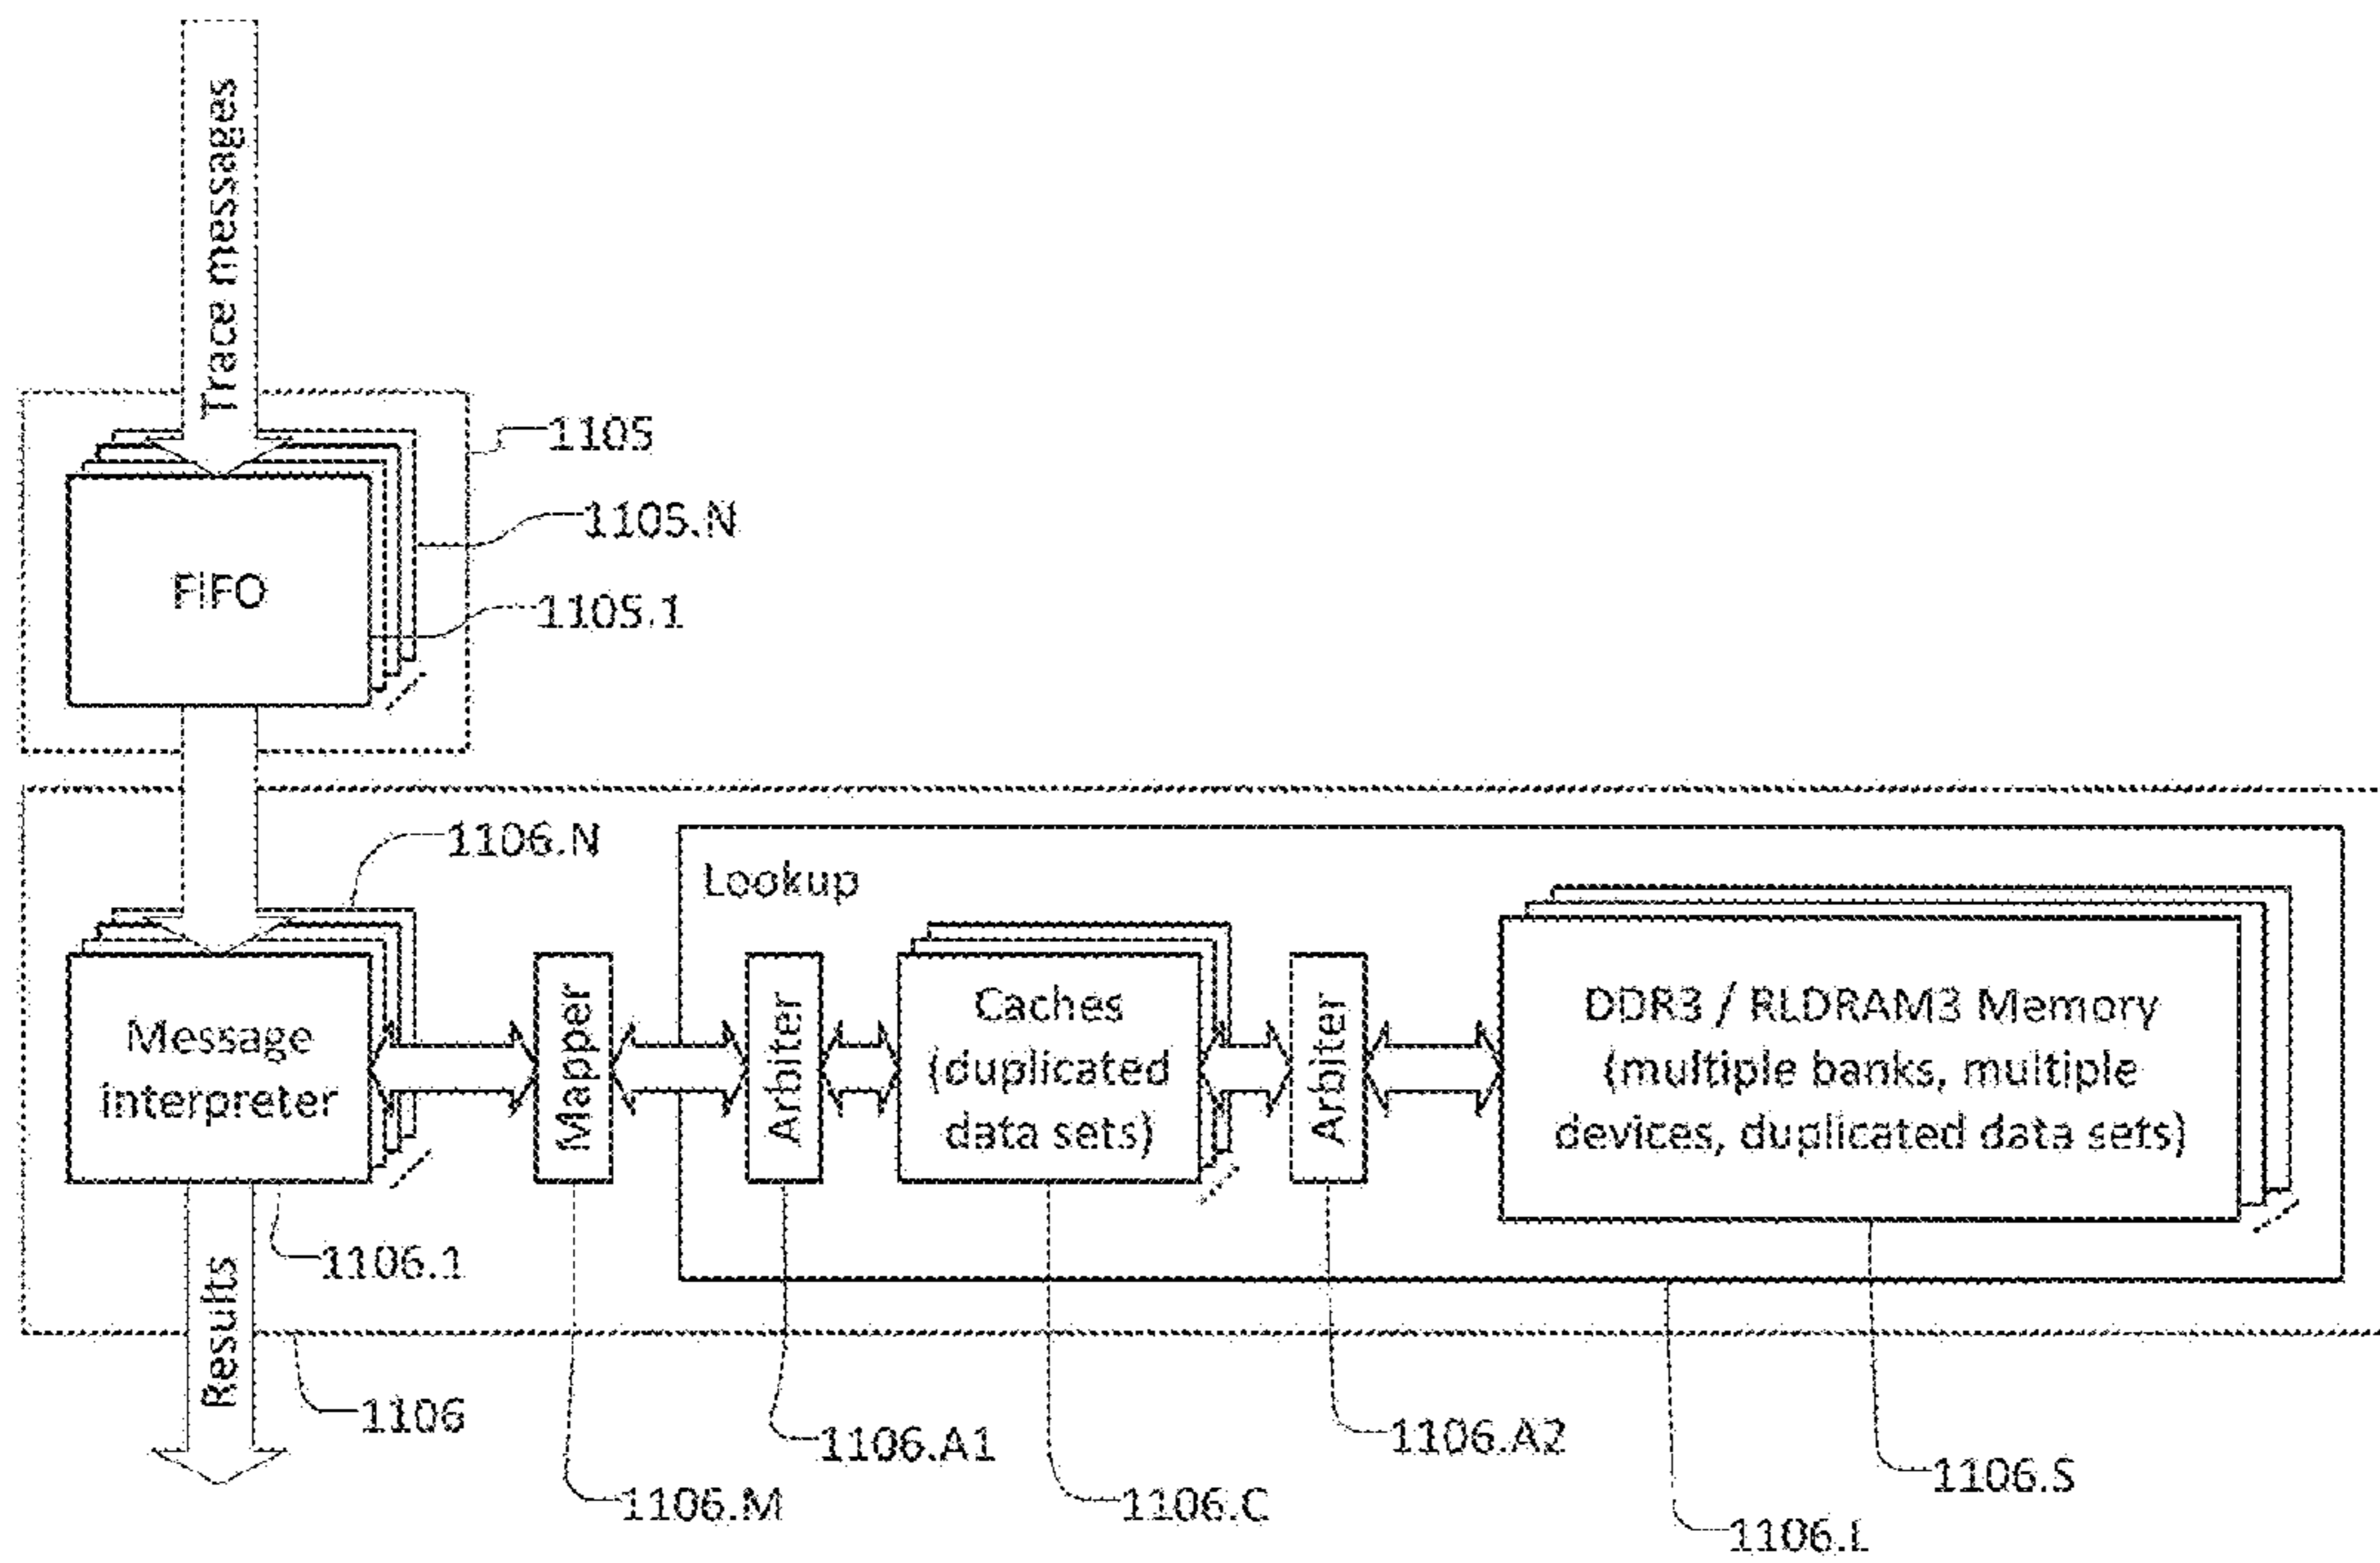 Trace messages
1105
1105.N
FIFO
1105.1
1106.N
Lookup
Message
interpreter
Mapper
Arbiter
Caches
(duplicated
data sets)
Arbiter
DDR3 / RLDRAM3 Memory
(multiple banks, multiple
devices, duplicated data sets)
1106.1
Results
1106
1106.A1
1106.A2
1106.S
1106.M
1106.C
1106.L